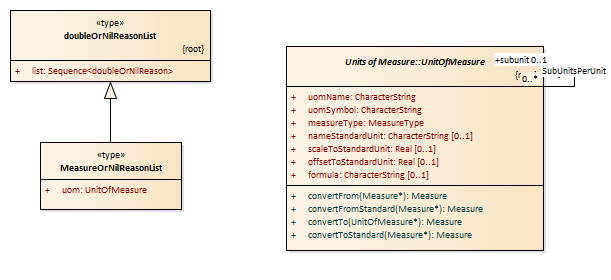 «type»
doubleOrNilReasonList
{root}
+ list: Sequence<doubleOrNilReason>
«type»
MeasureOrNilReasonList
+ uom: UnitOfMeasure
Units of Measure::UnitOfMeasure
+subunit 0..1
SubUnitsPerUnit
0..*
+ uomName: CharacterString
+ uomSymbol: CharacterString
+ measureType: MeasureType
+ nameStandardUnit: CharacterString [0..1]
+ scaleToStandardUnit: Real [0..1]
+ offsetToStandardUnit: Real [0..1]
+ formula: CharacterString [0..1]
+ convertFrom(Measure*): Measure
+ convertFromStandard(Measure*): Measure
+ convertTo(UnitOfMeasure*): Measure
+ convertToStandard(Measure*): Measure